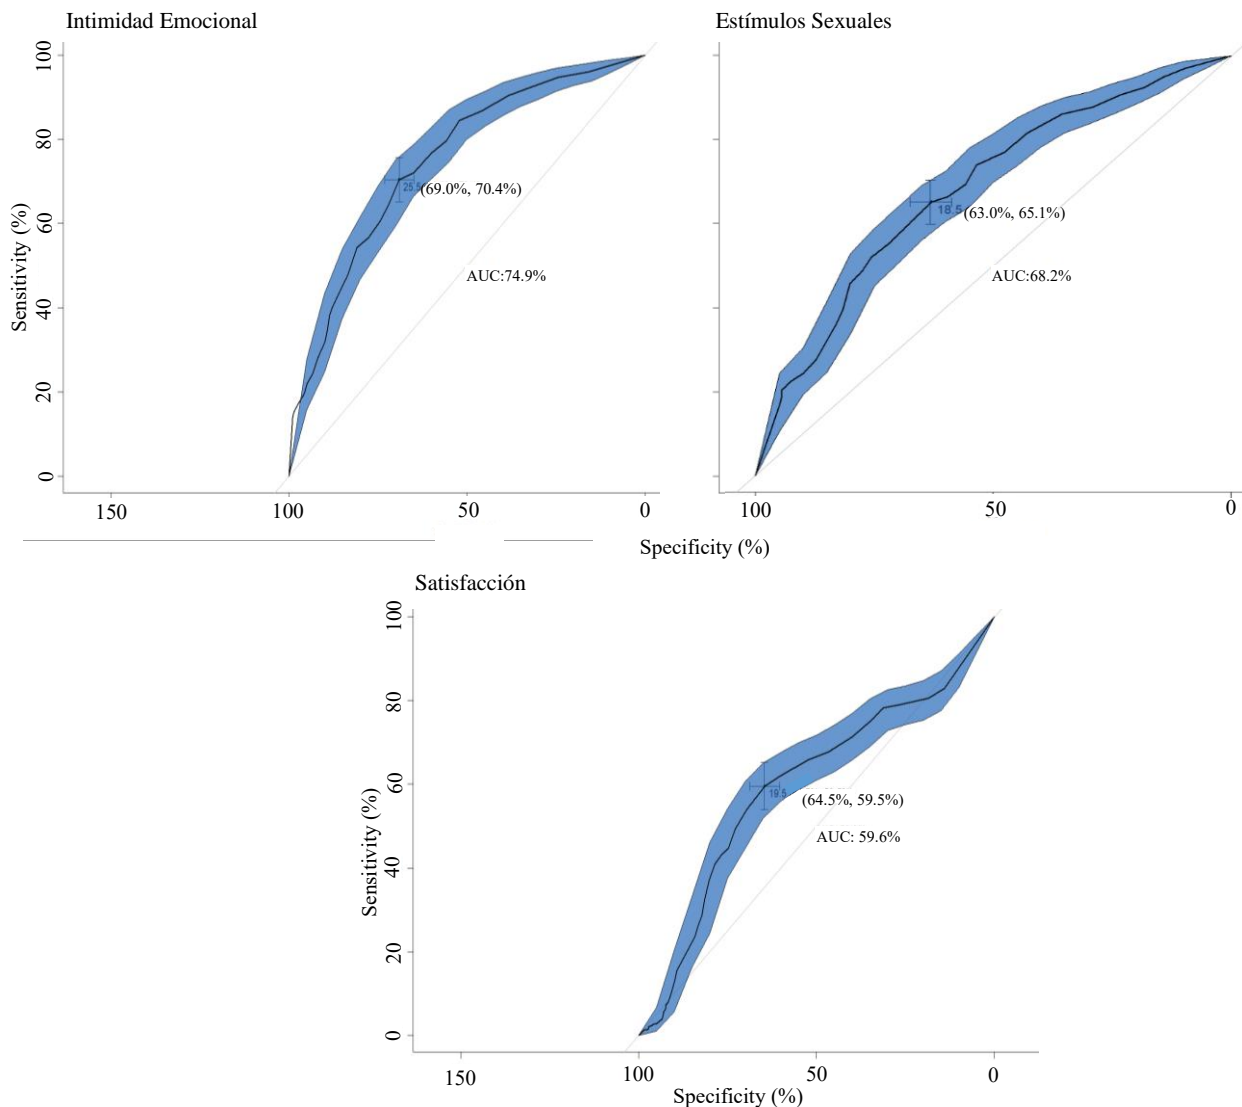 Intimidad Emocional
Estímulos Sexuales
Sensitivity (%)
100
80
60
40
20
0
25.5
(69.0%, 70.4%)
AUC:74.9%
150
100
50
0
18.5
(63.0%, 65.1%)
AUC:68.2%
100
50
0
Specificity (%)
Satisfacción
Sensitivity (%)
100
80
60
40
20
0
19.5
(64.5%, 59.5%)
AUC: 59.6%
150
100
50
0
Specificity (%)